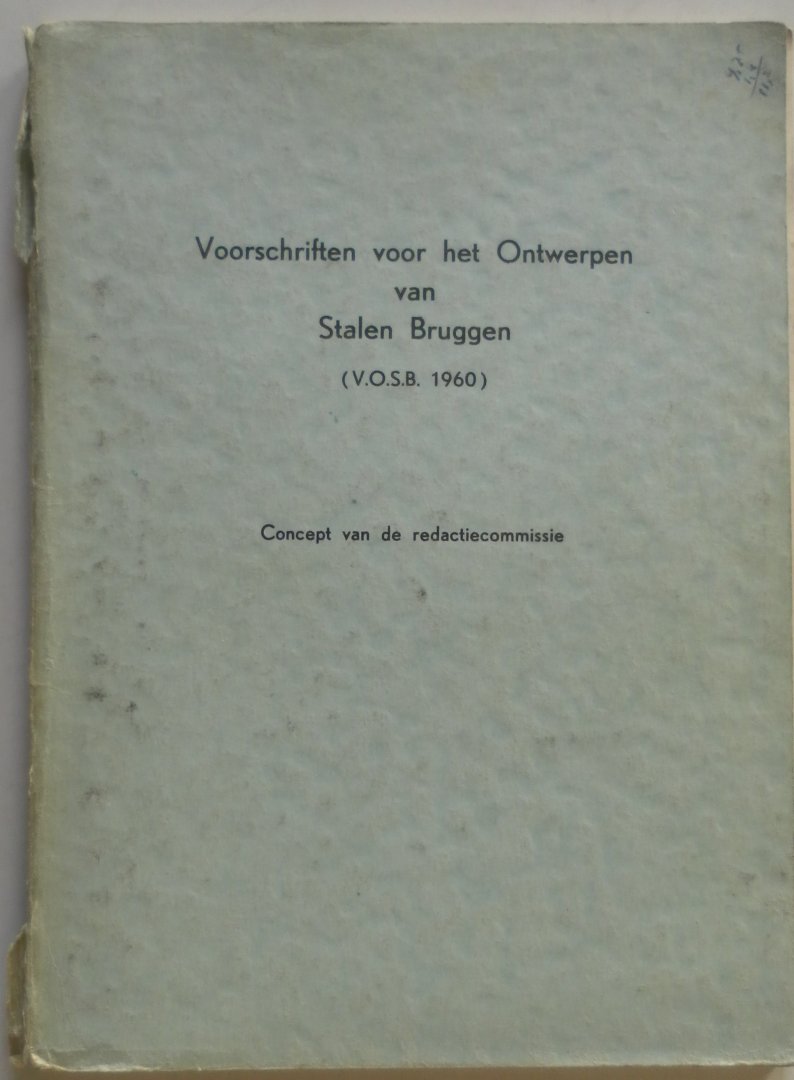 Voorschriften voor het Ontwerpen
van
Stalen Bruggen
(V.O.S.B. 1960)
Concept van de redactiecommissie